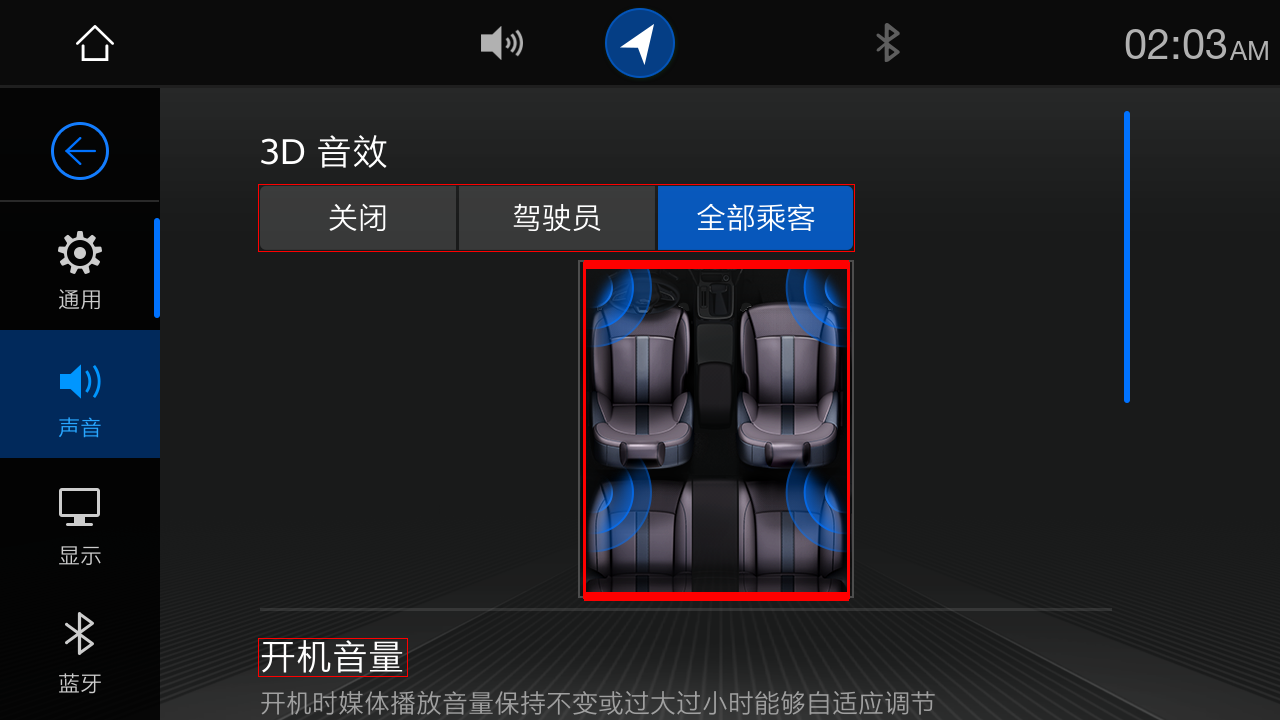 02:03AM
3D 音效
关闭 驾驶员 全部乘客
通用
声音
显示
蓝牙
开机音量
开机时媒体播放音量保持不变或过大过小时能够自适应调节